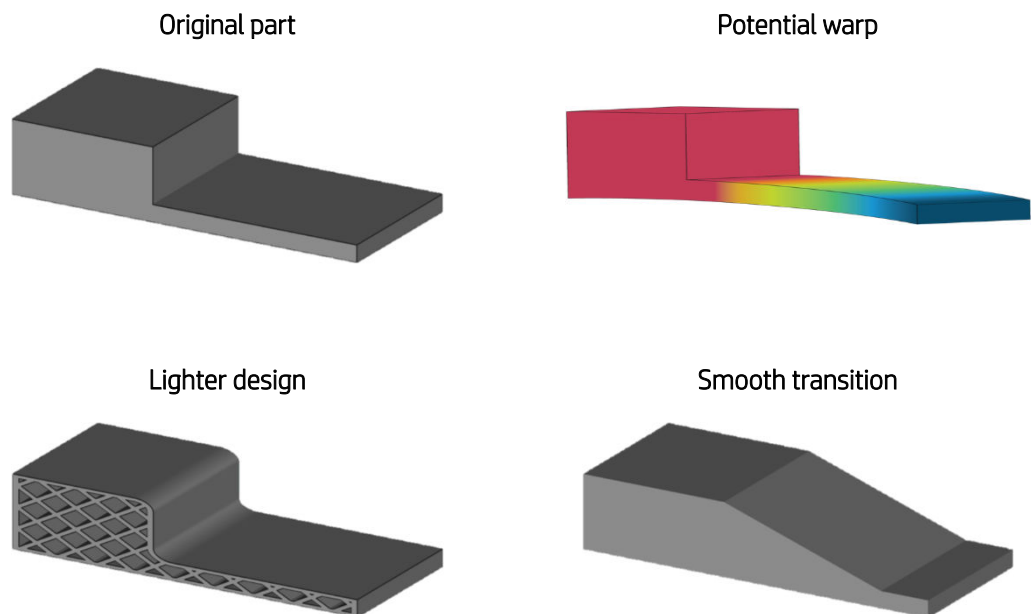 Original part
Potential warp
Lighter design
Smooth transition